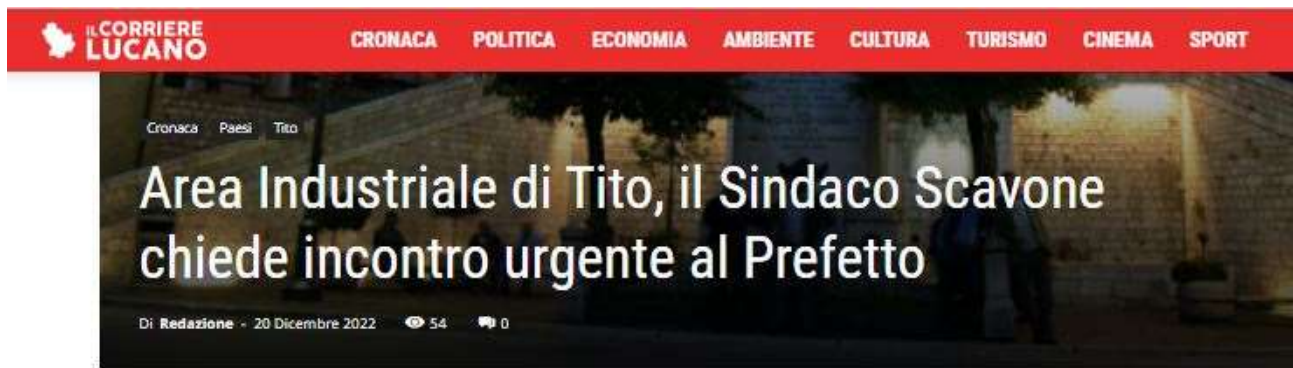 IL CORRIERE
LUCANO
CRONACA POLITICA ECONOMIA AMBIENTE CULTURA TURISMO CINEMA SPORT
Cronaca Paesi Tito
Area Industriale di Tito, il Sindaco Scavone
chiede incontro urgente al Prefetto
Di Redazione - 20 Dicembre 2022 54 0